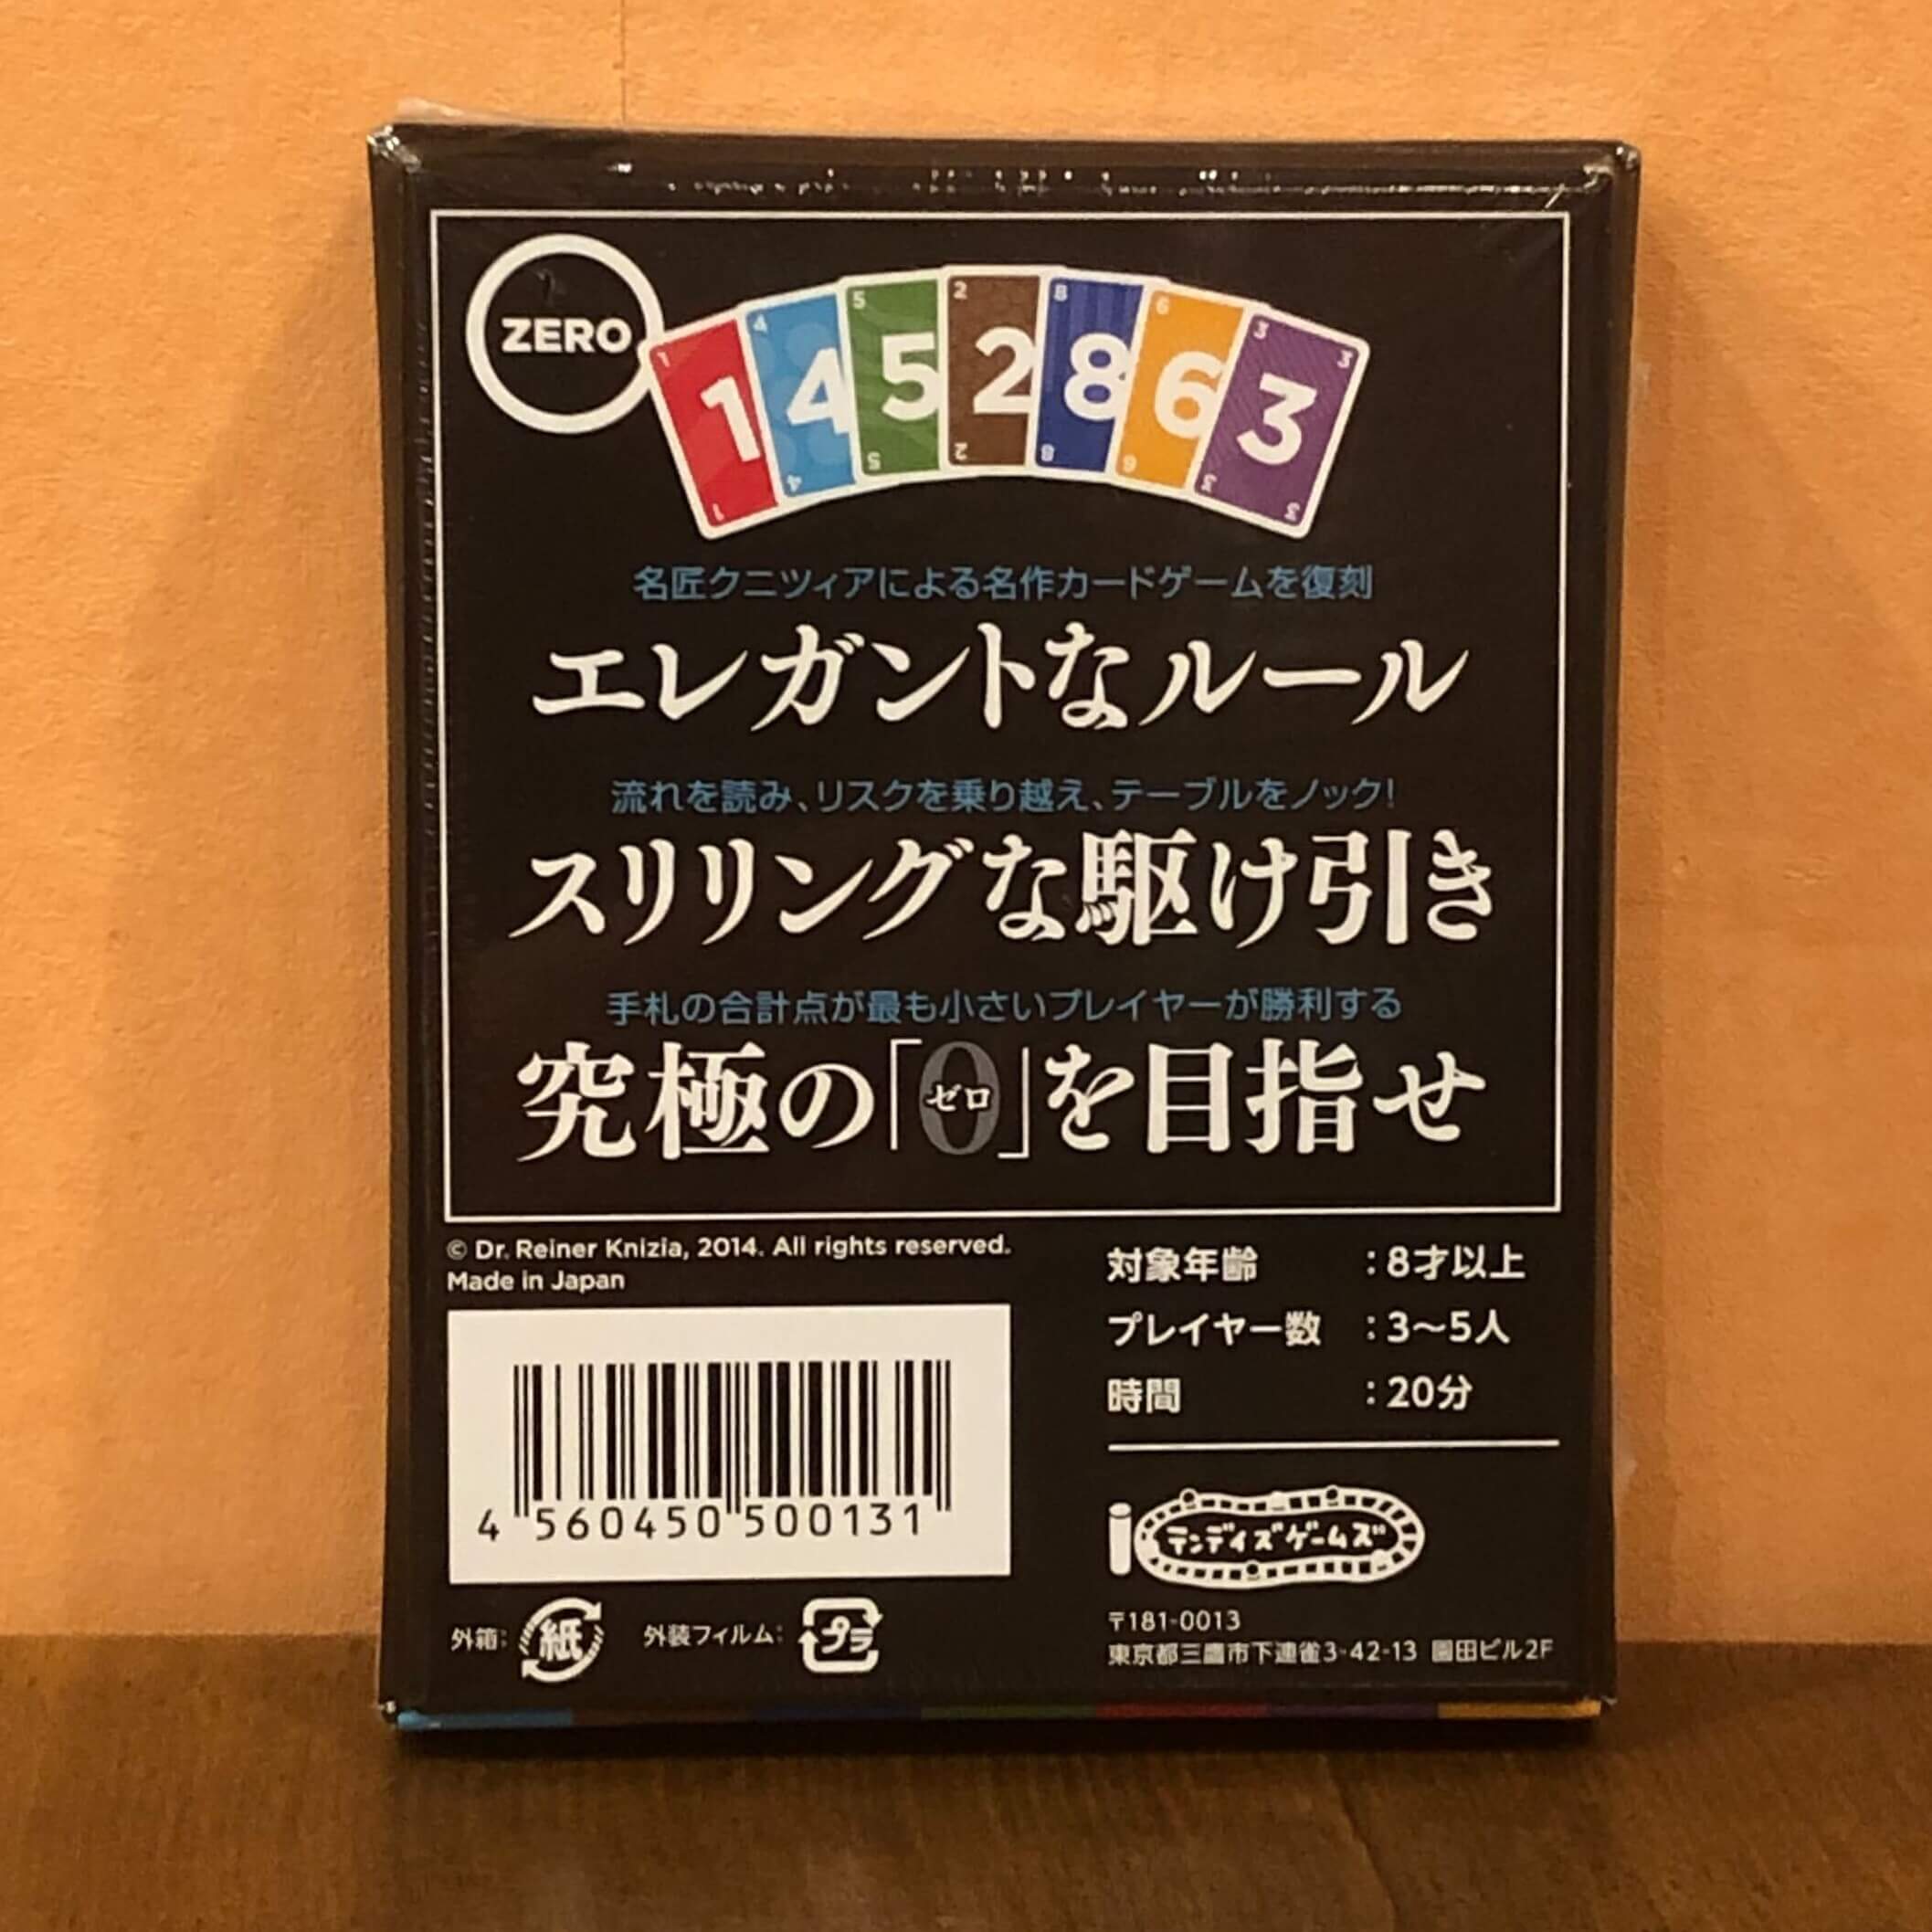 ZERO
1 4 5 2 8 6 3
名匠クニツィアによる名作カードゲームを復刻
エレガントなルール
流れを読み、リスクを乗り越え、テーブルをノック!
スリリングな駆け引き
手札の合計点が最も小さいプレイヤーが勝利する
究極の「0ゼロ」を目指せ
© Dr. Reiner Knizia, 2014. All rights reserved.
Made in Japan
対象年齢 : 8才以上
プレイヤー数 : 3〜5人
時間 : 20分
4 560450 500131
テンデイズゲームズ
外箱: 紙 外装フィルム: プラ
〒181-0013
東京都三鷹市下連雀3-42-13 園田ビル2F